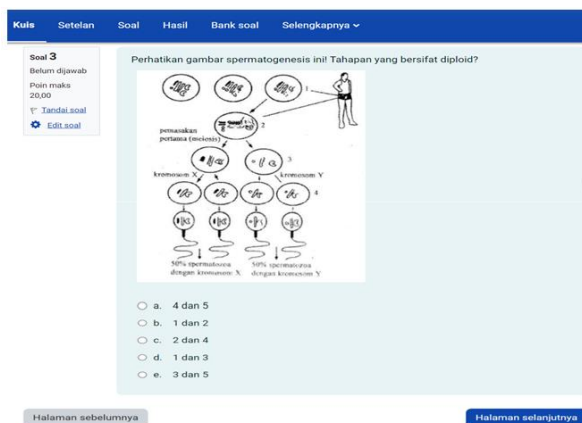 Kuis Setelan Soal Hasil Bank soal Selengkapnya
Soal 3
Belum dijawab
Poin maks
20,00
Tandai soal
Edit soal
Perhatikan gambar spermatogenesis ini! Tahapan yang bersifat diploid?
1
2
pemasakan
pertama (meiosis)
3
kromosom X
kromosom Y
4
50% spermatozoa
dengan kromosom X
50% spermatozoa
dengan kromosom Y
a. 4 dan 5
b. 1 dan 2
c. 2 dan 4
d. 1 dan 3
e. 3 dan 5
Halaman sebelumnya
Halaman selanjutnya